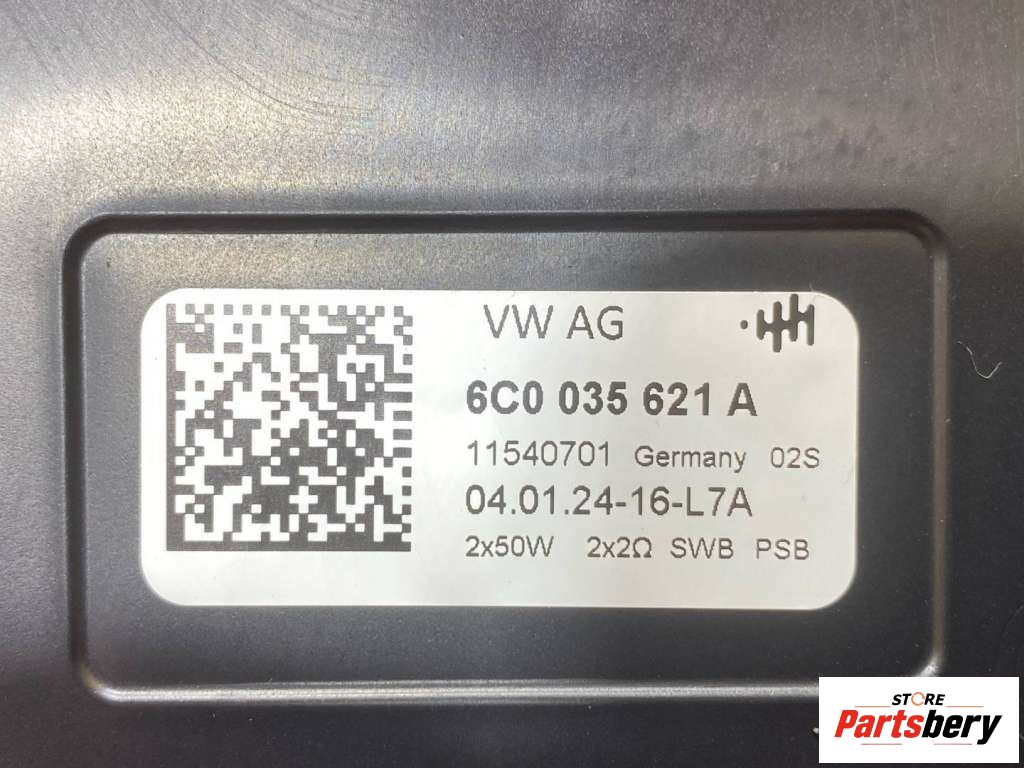 VW AG
6C0 035 621 A
11540701 Germany 02S
04.01.24-16-L7A
2x50W 2x2Ω SWB PSB
STORE
Partsbery